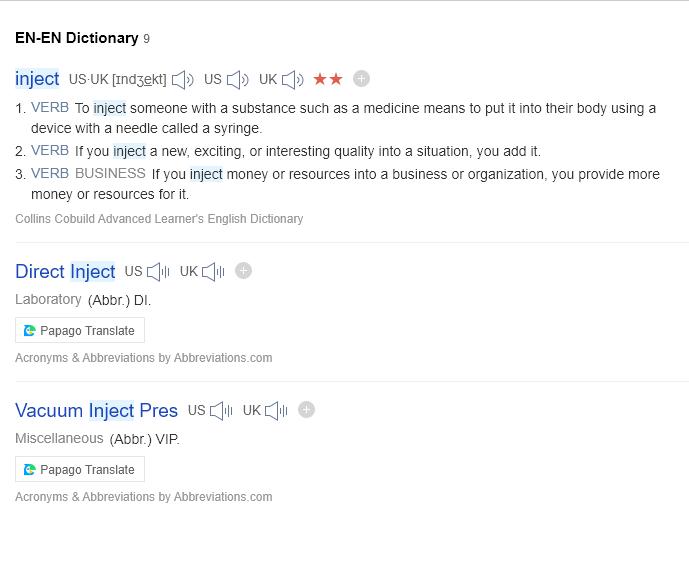 EN-EN Dictionary 9
inject US·UK [ɪndʒekt] US UK ★★
1. VERB To inject someone with a substance such as a medicine means to put it into their body using a
device with a needle called a syringe.
2. VERB If you inject a new, exciting, or interesting quality into a situation, you add it.
3. VERB BUSINESS If you inject money or resources into a business or organization, you provide more
money or resources for it.
Collins Cobuild Advanced Learner's English Dictionary
Direct Inject US UK
Laboratory (Abbr.) DI.
Papago Translate
Acronyms & Abbreviations by Abbreviations.com
Vacuum Inject Pres US UK
Miscellaneous (Abbr.) VIP.
Papago Translate
Acronyms & Abbreviations by Abbreviations.com